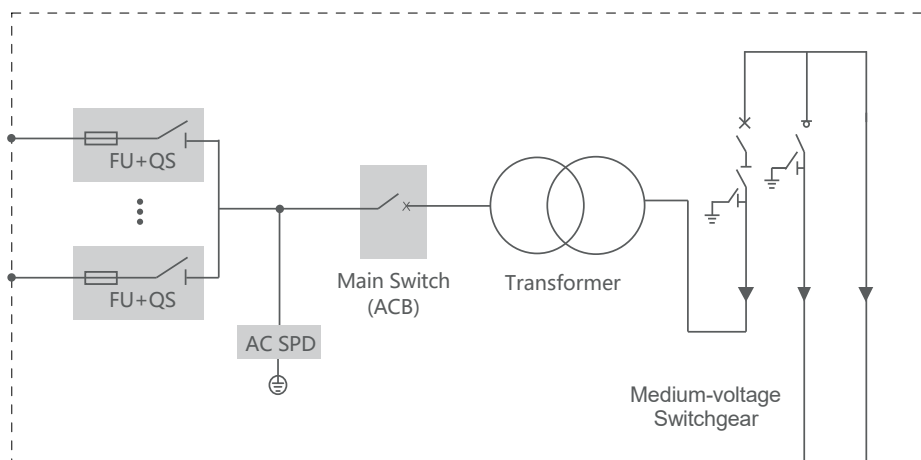 FU+QS
FU+QS
Main Switch
(ACB)
Transformer
AC SPD
Medium-voltage
Switchgear